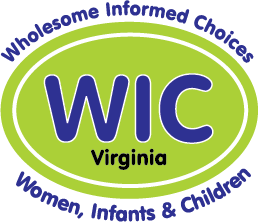 Wholesome Informed Choices
WIC
Virginia
Women, Infants & Children